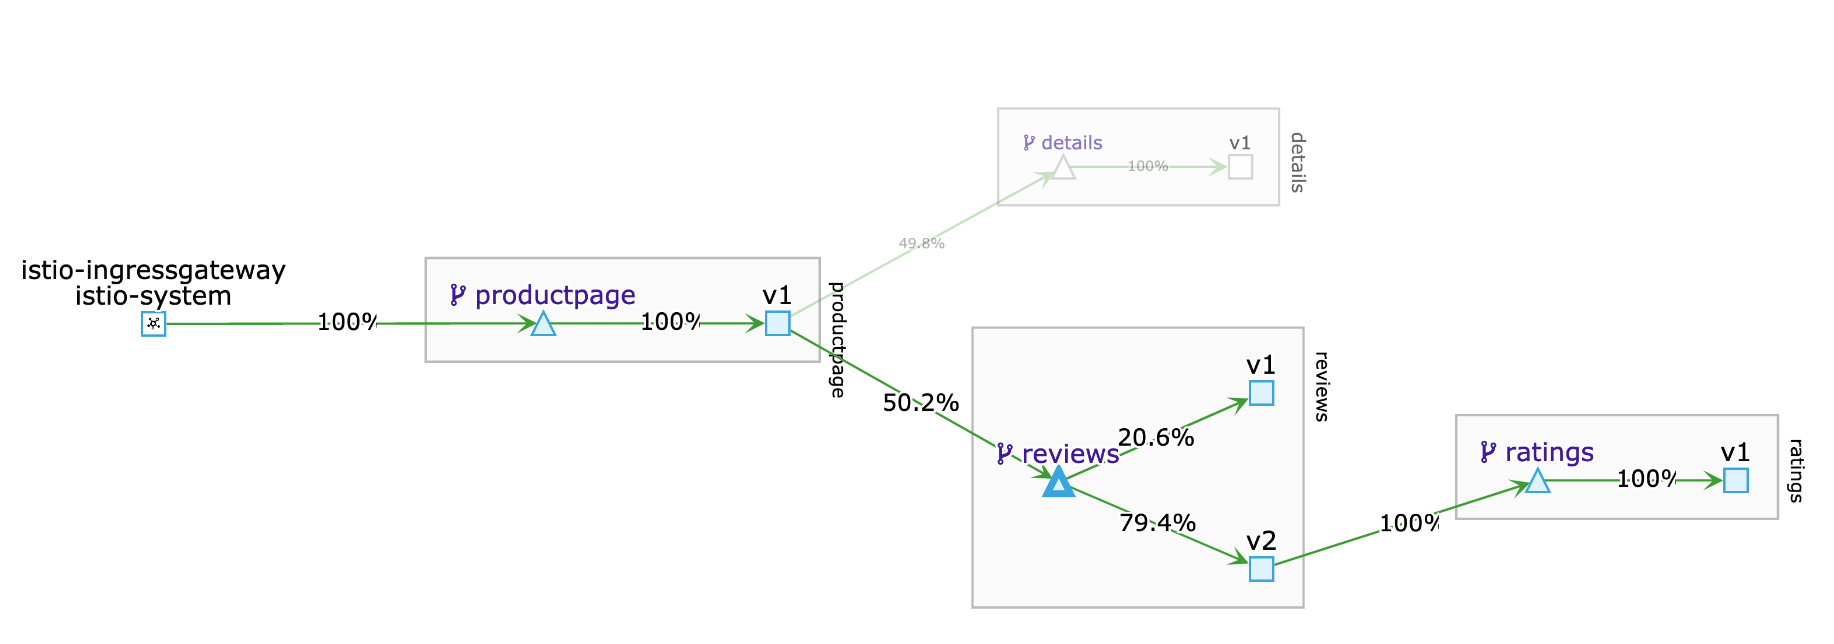 istio-ingressgateway
istio-system
100%
productpage
100%
v1
productpage
49.8%
details
100%
v1
details
50.2%
reviews
20.6%
v1
79.4%
v2
reviews
100%
ratings
100%
v1
ratings